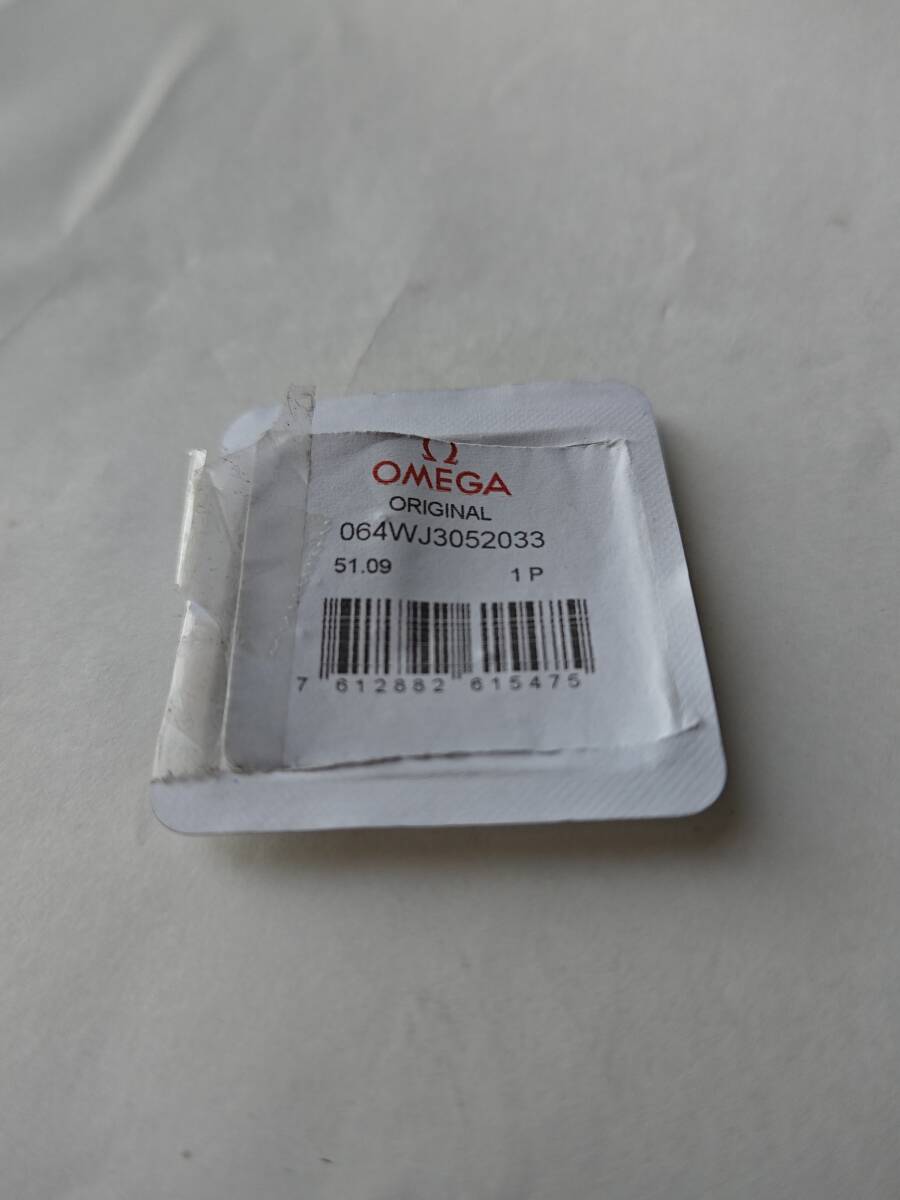 Ω
OMEGA
ORIGINAL
064WJ3052033
51.09 1 P
7 612882 615475